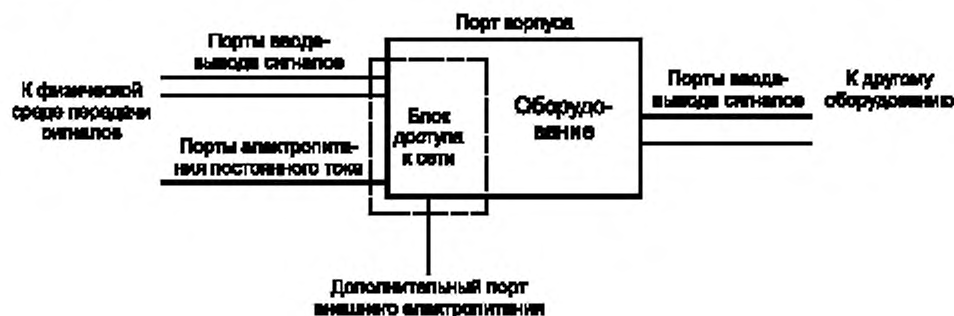 Порт корпуса
Порты ввода-
вывода сигналов
К физической
среде передачи
сигналов
Блок
доступа
к сети
Оборудо-
вание
Порты ввода-
вывода сигналов
К другому
оборудованию
Порты электропита-
ния постоянного тока
Дополнительный порт
внешнего электропитания